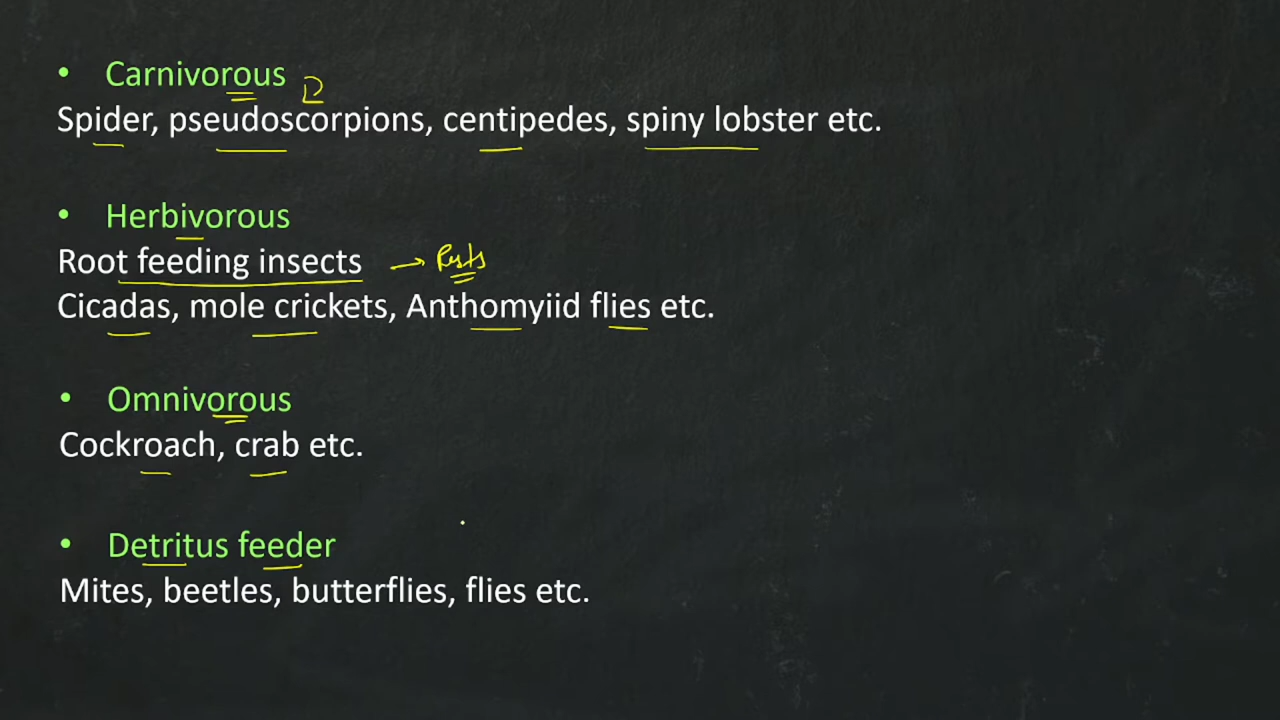 • Carnivorous
Spider, pseudoscorpions, centipedes, spiny lobster etc.
• Herbivorous
Root feeding insects → Pests
Cicadas, mole crickets, Anthomyiid flies etc.
• Omnivorous
Cockroach, crab etc.
• Detritus feeder
Mites, beetles, butterflies, flies etc.